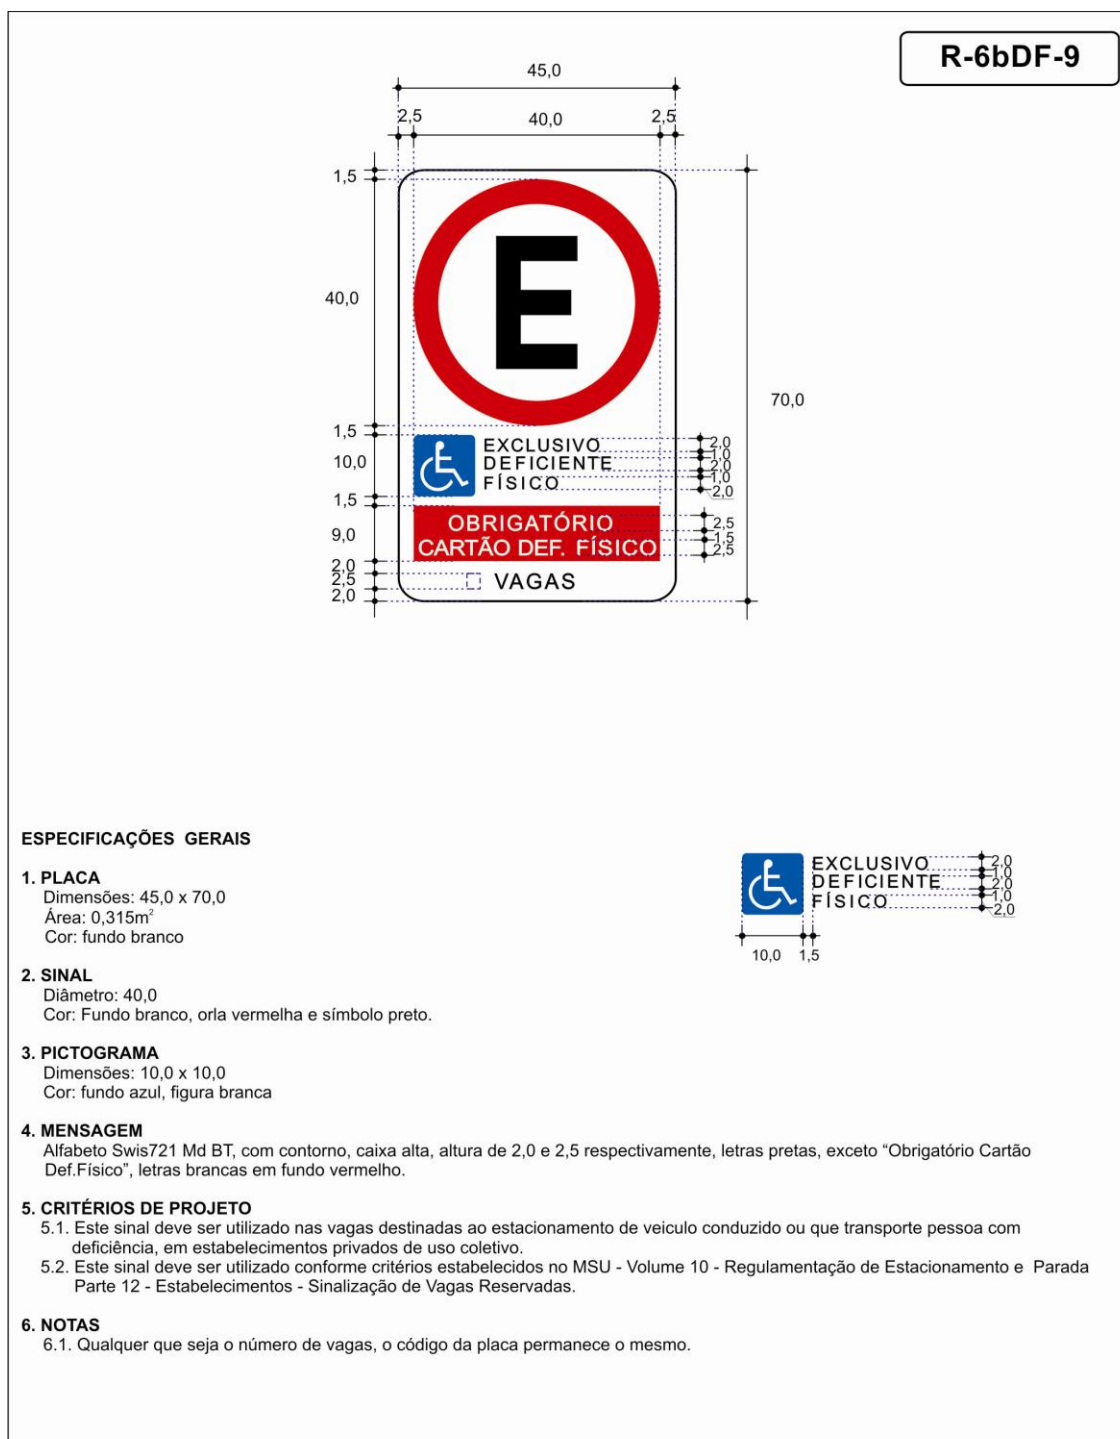 R-6bDF-9
45,0
2,5 40,0 2,5
1,5
40,0
E
70,0
1,5
10,0
1,5
9,0
2,0
2,5
2,0
EXCLUSIVO
DEFICIENTE
FÍSICO
2,0
1,0
2,0
1,0
2,0
OBRIGATÓRIO
CARTÃO DEF. FÍSICO
2,5
1,5
2,5
VAGAS
ESPECIFICAÇÕES GERAIS
1. PLACA
Dimensões: 45,0 x 70,0
Área: 0,315m²
Cor: fundo branco
EXCLUSIVO
DEFICIENTE
FÍSICO
2,0
1,0
2,0
1,0
2,0
10,0 1,5
2. SINAL
Diâmetro: 40,0
Cor: Fundo branco, orla vermelha e símbolo preto.
3. PICTOGRAMA
Dimensões: 10,0 x 10,0
Cor: fundo azul, figura branca
4. MENSAGEM
Alfabeto Swis721 Md BT, com contorno, caixa alta, altura de 2,0 e 2,5 respectivamente, letras pretas, exceto “Obrigatório Cartão
Def.Físico”, letras brancas em fundo vermelho.
5. CRITÉRIOS DE PROJETO
5.1. Este sinal deve ser utilizado nas vagas destinadas ao estacionamento de veiculo conduzido ou que transporte pessoa com
deficiência, em estabelecimentos privados de uso coletivo.
5.2. Este sinal deve ser utilizado conforme critérios estabelecidos no MSU - Volume 10 - Regulamentação de Estacionamento e Parada
Parte 12 - Estabelecimentos - Sinalização de Vagas Reservadas.
6. NOTAS
6.1. Qualquer que seja o número de vagas, o código da placa permanece o mesmo.